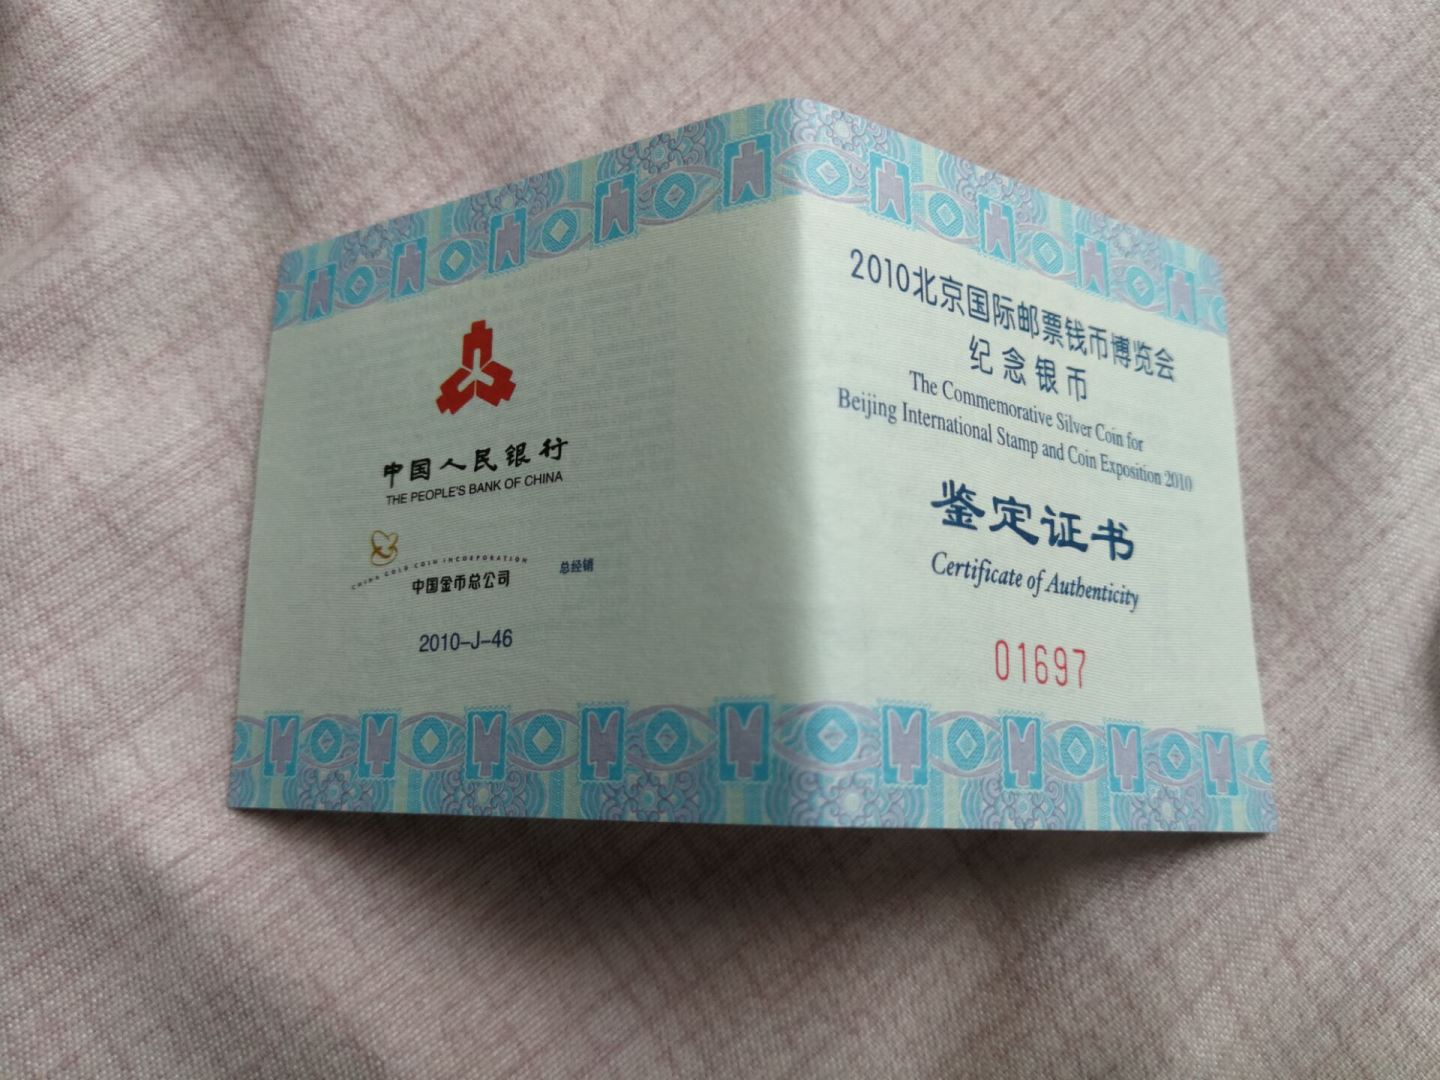 中国人民银行
THE PEOPLE'S BANK OF CHINA
CHINA GOLD COIN INCORPORATION
中国金币总公司
总经销
2010-J-46
2010北京国际邮票钱币博览会
纪念银币
The Commemorative Silver Coin for
Beijing International Stamp and Coin Exposition 2010
鉴定证书
Certificate of Authenticity
01697